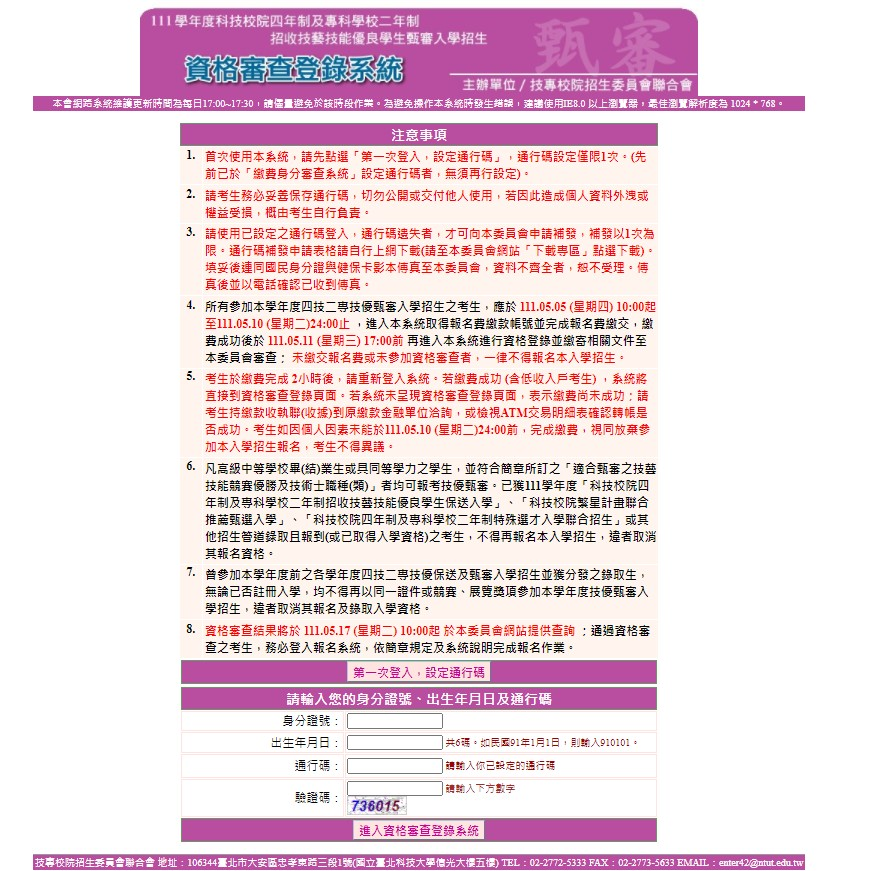 111學年度科技校院四年制及專科學校二年制
招收技藝技能優良學生甄審入學招生
甄審
資格審查登錄系統
主辦單位 / 技專校院招生委員會聯合會
本會網路系統維護更新時間為每日17:00~17:30，請儘量避免於該時段作業。為避免操作本系統時發生錯誤，建議使用IE8.0 以上瀏覽器，最佳瀏覽解析度為 1024 * 768。
注意事項
1. 首次使用本系統，請先點選「第一次登入，設定通行碼」，通行碼設定僅限1次。(先
前已於「繳費身分審查系統」設定通行碼者，無須再行設定)。
2. 請考生務必妥善保存通行碼，切勿公開或交付他人使用，若因此造成個人資料外洩或
權益受損，概由考生自行負責。
3. 請使用已設定之通行碼登入，通行碼遺失者，才可向本委員會申請補發，補發以1次為
限。通行碼補發申請表格請自行上網下載(請至本委員會網站「下載專區」點選下載)。
填妥後連同國民身分證與健保卡影本傳真至本委員會，資料不齊全者，恕不受理。傳
真後並以電話確認已收到傳真。
4. 所有參加本學年度四技二專技優甄審入學招生之考生，應於 111.05.05 (星期四) 10:00起
至111.05.10 (星期二)24:00止 ，進入本系統取得報名費繳款帳號並完成報名費繳交，繳
費成功後於 111.05.11 (星期三) 17:00前 再進入本系統進行資格登錄並繳寄相關文件至
本委員會審查； 未繳交報名費或未參加資格審查者，一律不得報名本入學招生。
5. 考生於繳費完成 2小時後，請重新登入系統。若繳費成功 (含低收入戶考生) ，系統將
直接到資格審查登錄頁面。若系統未呈現資格審查登錄頁面，表示繳費尚未成功；請
考生持繳款收執聯(收據)到原繳款金融單位洽詢，或檢視ATM交易明細表確認轉帳是
否成功。考生如因個人因素未能於111.05.10 (星期二)24:00前，完成繳費，視同放棄參
加本入學招生報名，考生不得異議。
6. 凡高級中等學校畢(結)業生或具同等學力之學生，並符合簡章所訂之「適合甄審之技藝
技能競賽優勝及技術士職種(類)」者均可報考技優甄審。已獲111學年度「科技校院四
年制及專科學校二年制招收技藝技能優良學生保送入學」、「科技校院繁星計畫聯合
推薦甄選入學」、「科技校院四年制及專科學校二年制特殊選才入學聯合招生」或其
他招生管道錄取且報到(或已取得入學資格)之考生，不得再報名本入學招生，違者取消
其報名資格。
7. 曾參加本學年度前之各學年度四技二專技優保送及甄審入學招生並獲分發之錄取生，
無論已否註冊入學，均不得再以同一證件或競賽、展覽獎項參加本學年度技優甄審入
學招生，違者取消其報名及錄取入學資格。
8. 資格審查結果將於 111.05.17 (星期二) 10:00起 於本委員會網站提供查詢 ；通過資格審
查之考生，務必登入報名系統，依簡章規定及系統說明完成報名作業。
第一次登入，設定通行碼
請輸入您的身分證號、出生年月日及通行碼
身分證號：
出生年月日： 共6碼。如民國91年1月1日，則輸入910101。
通行碼： 請輸入你已設定的通行碼
驗證碼： 請輸入下方數字
736015
進入資格審查登錄系統
技專校院招生委員會聯合會 地址：106344臺北市大安區忠孝東路三段1號(國立臺北科技大學億光大樓五樓) TEL：02-2772-5333 FAX：02-2773-5633 EMAIL：enter42@ntut.edu.tw